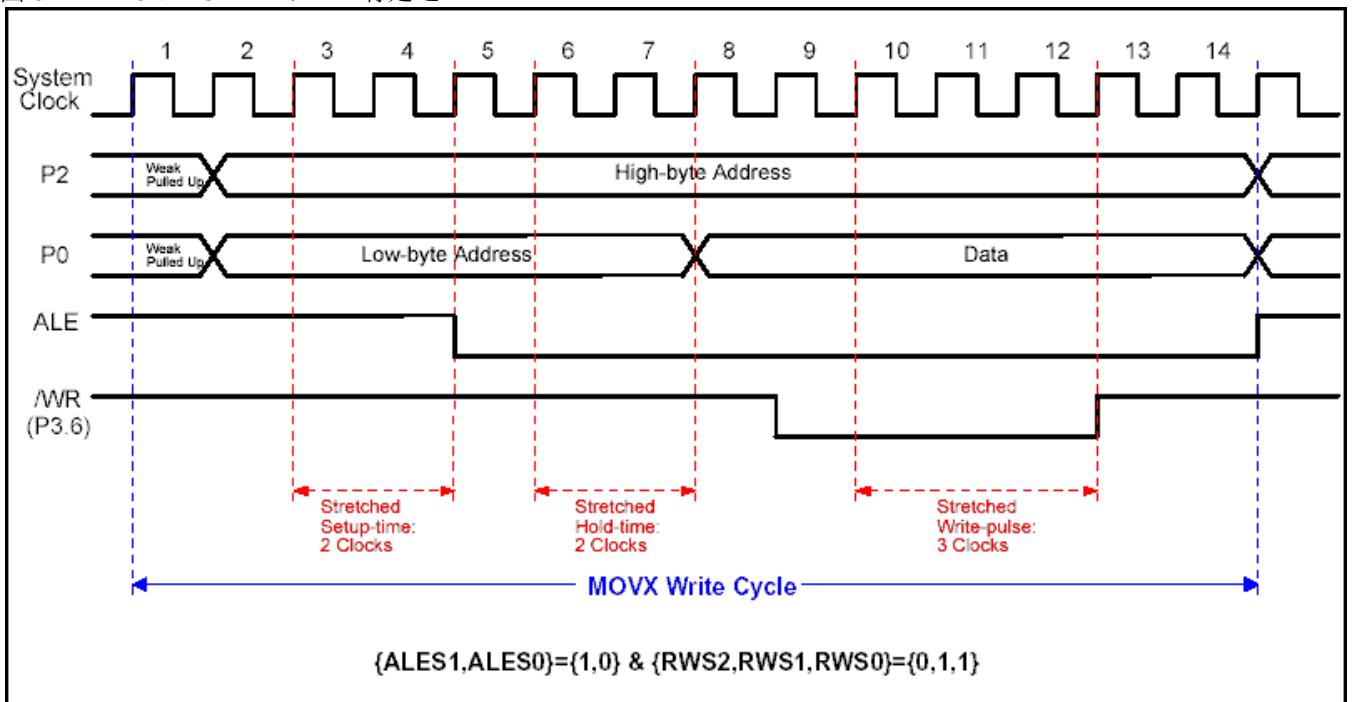 1 2 3 4 5 6 7 8 9 10 11 12 13 14
System
Clock
P2
Weak
Pulled Up
High-byte Address
P0
Weak
Pulled Up
Low-byte Address
Data
ALE
/WR
(P3.6)
Stretched
Setup-time:
2 Clocks
Stretched
Hold-time:
2 Clocks
Stretched
Write-pulse:
3 Clocks
MOVX Write Cycle
{ALES1,ALES0}={1,0} & {RWS2,RWS1,RWS0}={0,1,1}